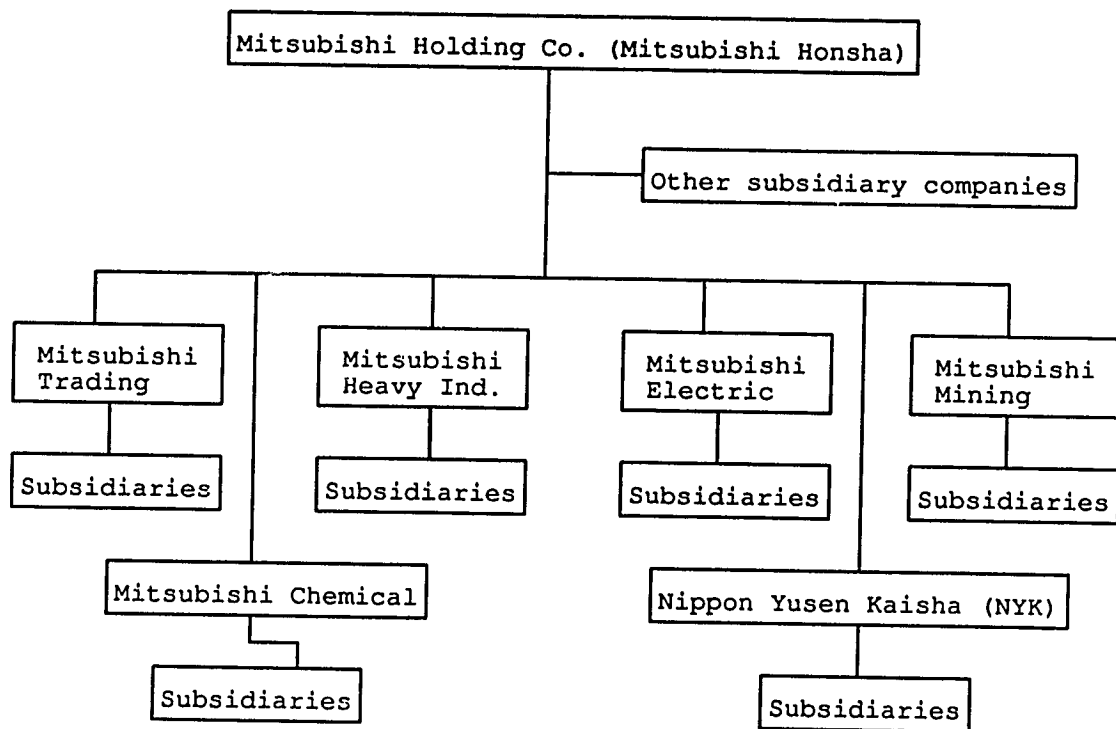 Mitsubishi Holding Co. (Mitsubishi Honsha)
Other subsidiary companies
Mitsubishi
Trading
Mitsubishi
Heavy Ind.
Mitsubishi
Electric
Mitsubishi
Mining
Subsidiaries
Subsidiaries
Subsidiaries
Subsidiaries
Mitsubishi Chemical
Nippon Yusen Kaisha (NYK)
Subsidiaries
Subsidiaries